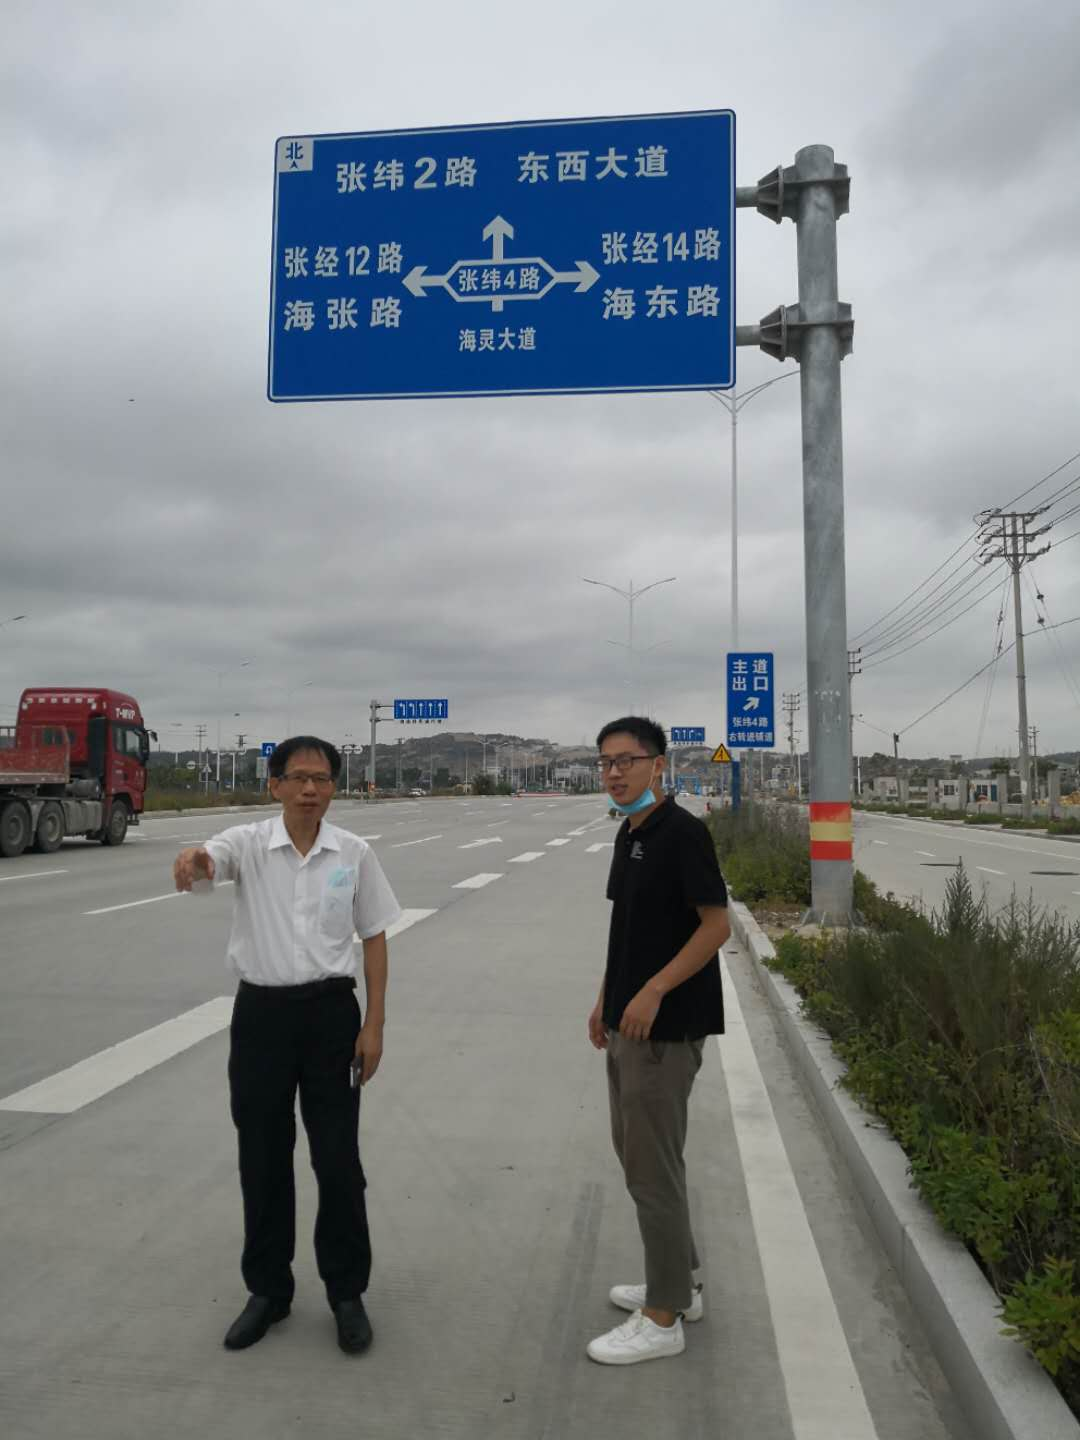 北
张纬2路 东西大道
张经12路
海张路
张纬4路
张经14路
海东路
海灵大道
主道
出口
张纬4路
右转进辅道